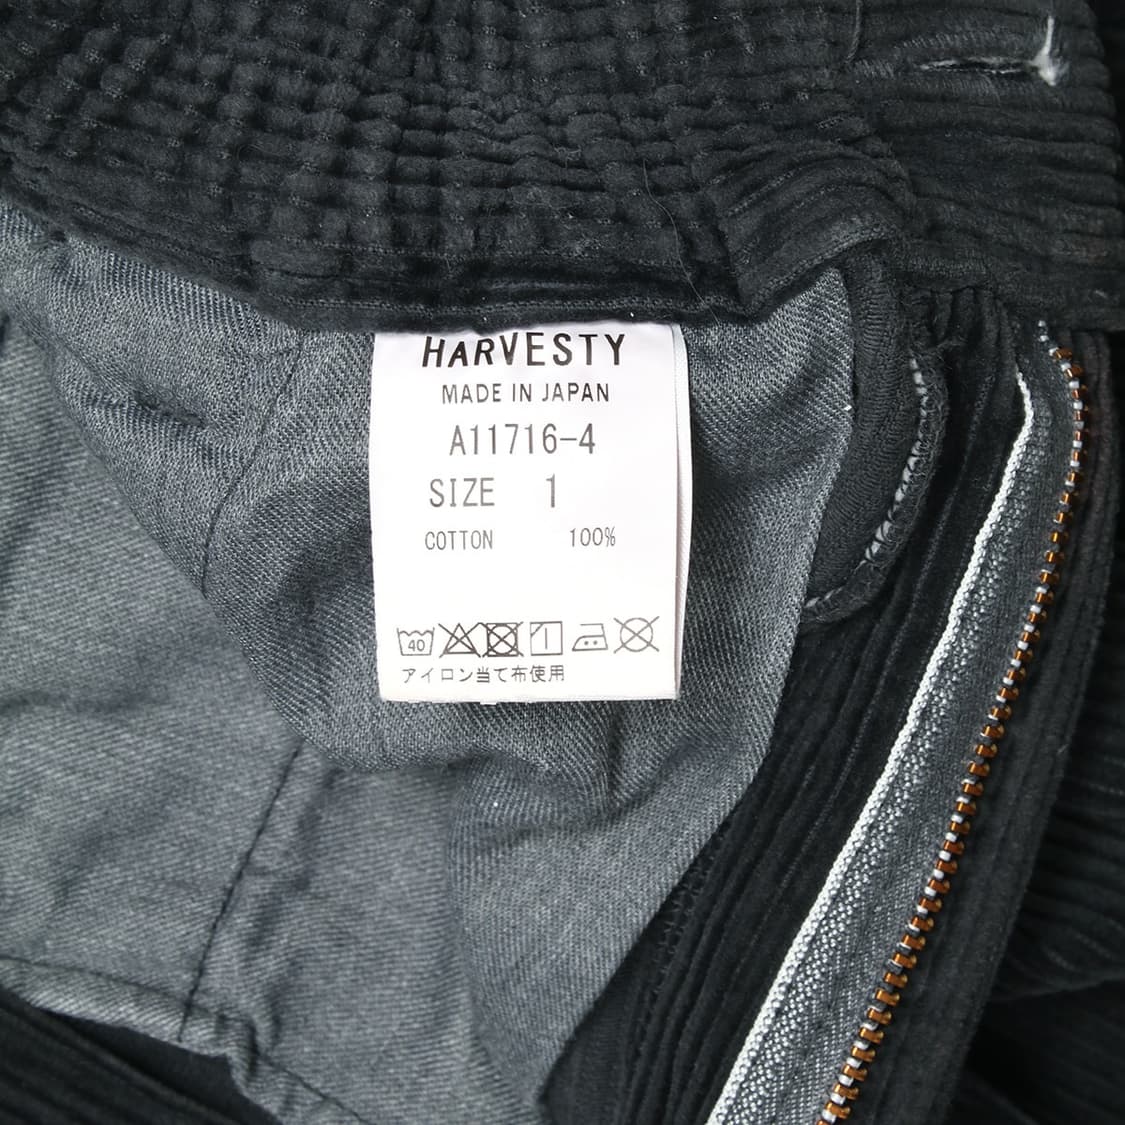 HARVESTY
MADE IN JAPAN
A11716-4
SIZE 1
COTTON 100%
40
アイロン当て布使用